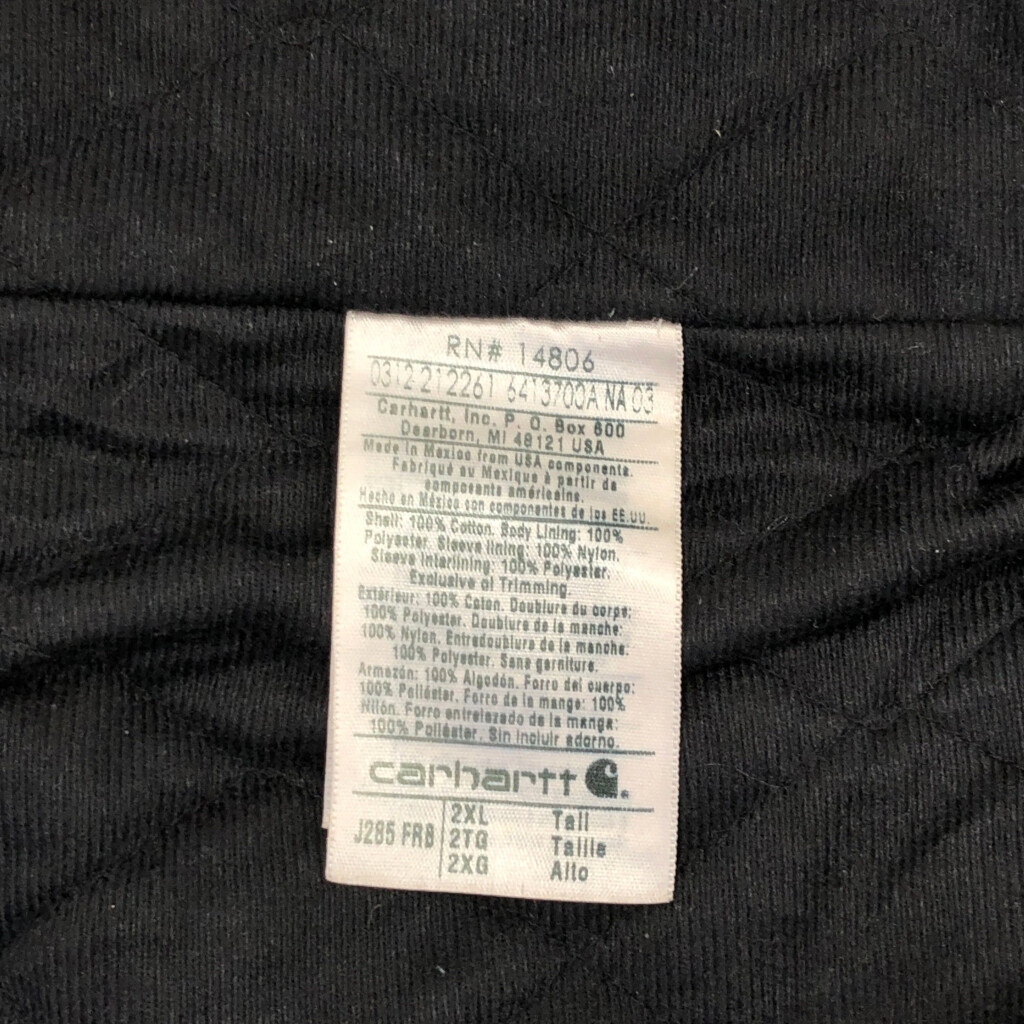 RN# 14806
0312-212261 6413700A NA 03
Carhartt, Inc. P. O. Box 600
Dearborn, MI 48121 USA
Made in Mexico from USA components.
Fabriqué au Mexique à partir de
composants américains.
Hecho en México con componentes de los EE.UU.
Shell: 100% Cotton. Body Lining: 100%
Polyester. Sleeve lining: 100% Nylon.
Sleeve Interlining: 100% Polyester.
Exclusive of Trimming.
Extérieur: 100% Coton. Doublure du corps:
100% Polyester. Doublure de la manche:
100% Nylon. Entredoublure de la manche:
100% Polyester. Sans garniture.
Armazón: 100% Algodón. Forro del cuerpo:
100% Poliéster. Forro de la manga: 100%
Nilón. Forro entrelazado de la manga:
100% Poliéster. Sin incluir adorno.
carhartt
J285 FRB 2XL Tall
2TG Taille
2XG Alto